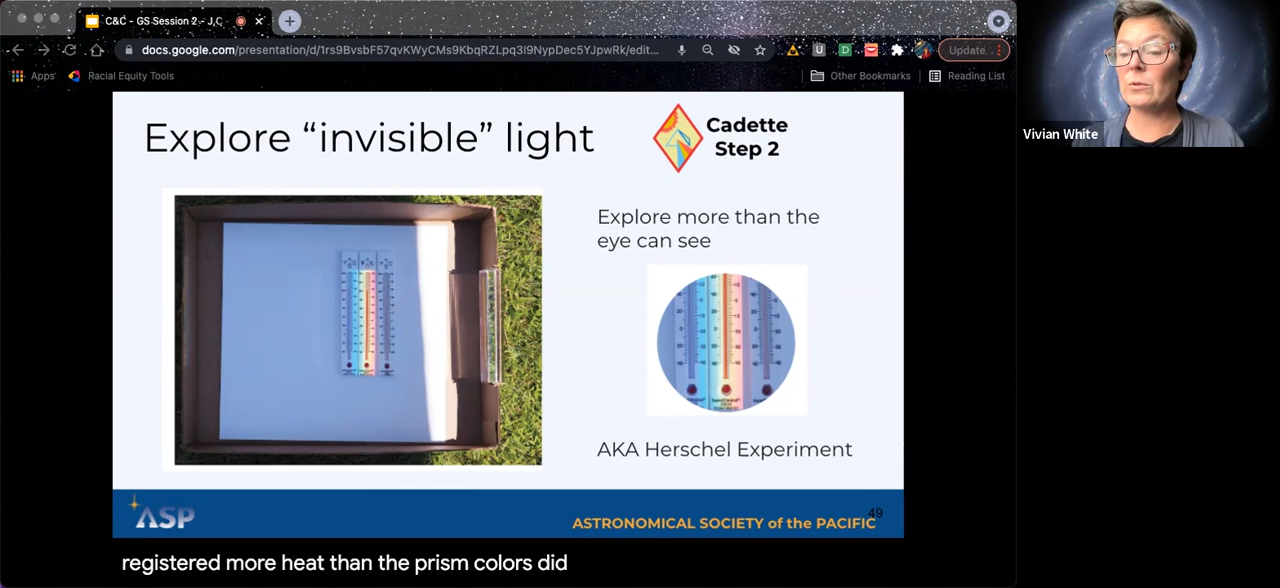 C&C - GS Session 2 - J,C
docs.google.com/presentation/d/1rs9BvsbF57qvKWyCMs9KbqRZLpq3I9NypDec5YJpwRk/edit...
Update
Apps
Racial Equity Tools
Other Bookmarks
Reading List
Vivian White
Explore “invisible” light
Cadette
Step 2
Explore more than the
eye can see
AKA Herschel Experiment
49
ASP
ASTRONOMICAL SOCIETY of the PACIFIC
registered more heat than the prism colors did